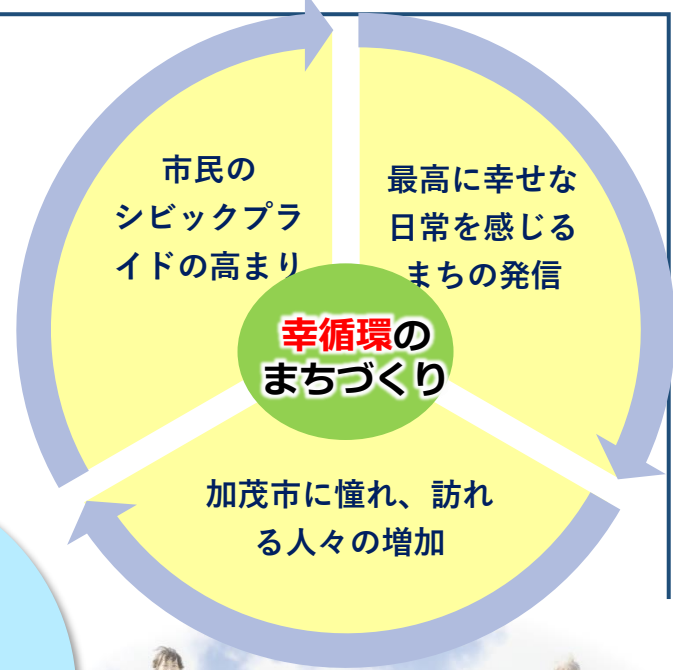 市民の
シビックプラ
イドの高まり
最高に幸せな
日常を感じる
まちの発信
幸循環の
まちづくり
加茂市に憧れ、訪れ
る人々の増加